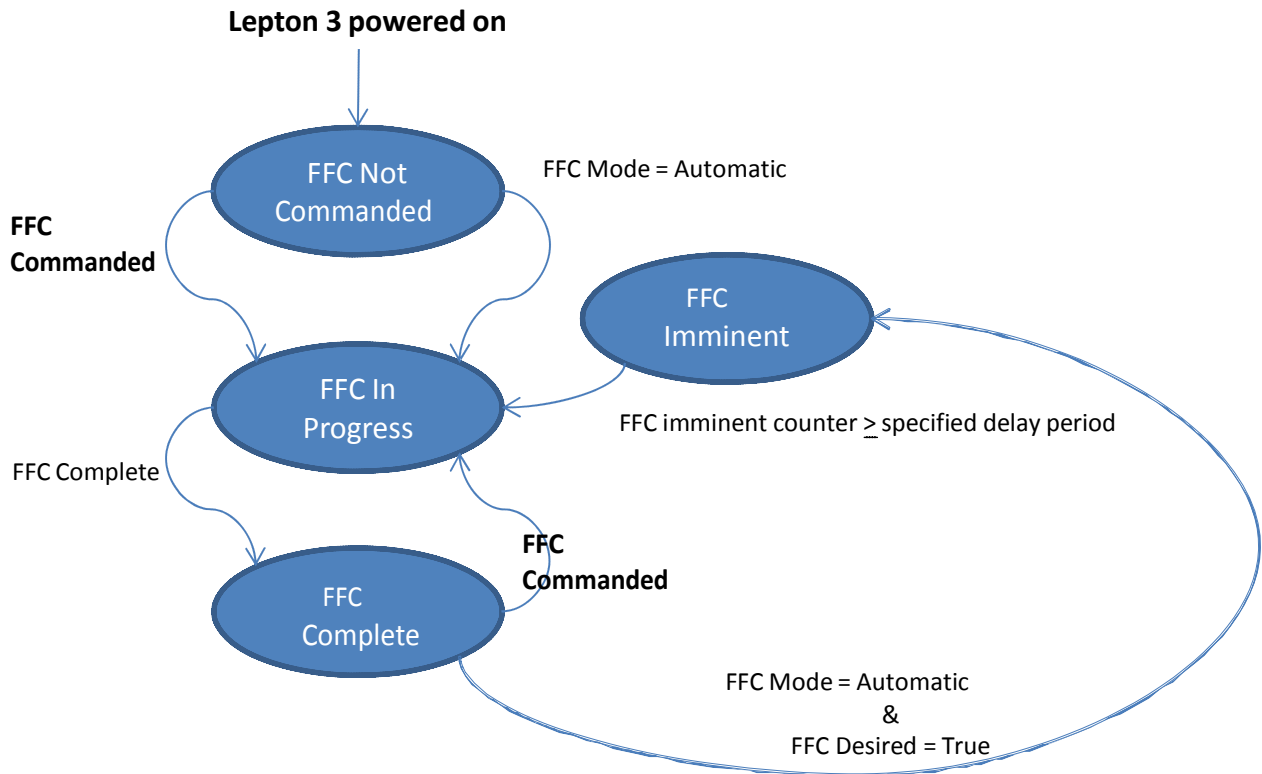 Lepton 3 powered on
FFC Not
Commanded
FFC Mode = Automatic
FFC
Commanded
FFC
Imminent
FFC In
Progress
FFC imminent counter ≥ specified delay period
FFC Complete
FFC
Commanded
FFC
Complete
FFC Mode = Automatic
&
FFC Desired = True